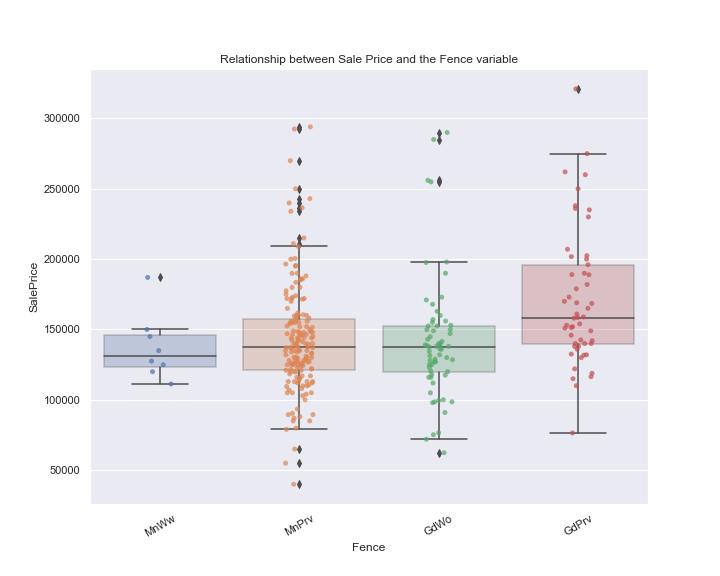 Relationship between Sale Price and the Fence variable
300000
250000
200000
150000
100000
50000
SalePrice
MnWw
MnPrv
GdWo
GdPrv
Fence